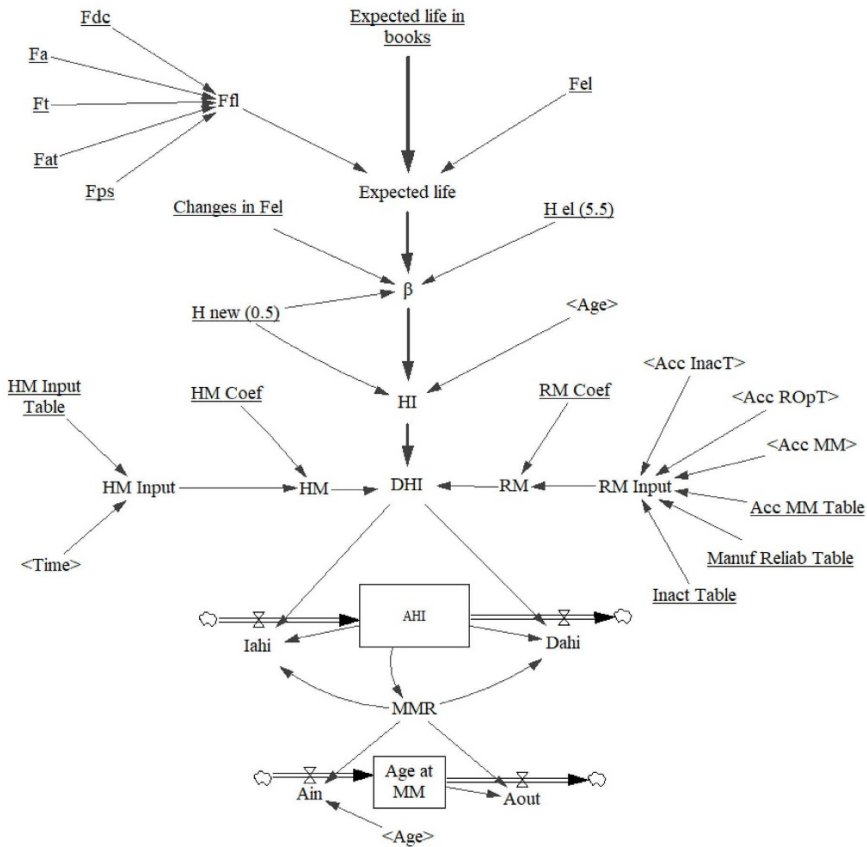 Fdc
Expected life in
books
Fa
Fel
Ft
Ffl
Fat
Fps
Expected life
Changes in Fel
H el (5.5)
β
H new (0.5)
<Age>
<Acc InacT>
HM Input
Table
HM Coef
RM Coef
<Acc ROpT>
HI
<Acc MM>
HM Input
HM
DHI
RM
RM Input
Acc MM Table
Manuf Reliab Table
<Time>
Inact Table
AHI
Iahi
Dahi
MMR
Age at
MM
Ain
Aout
<Age>